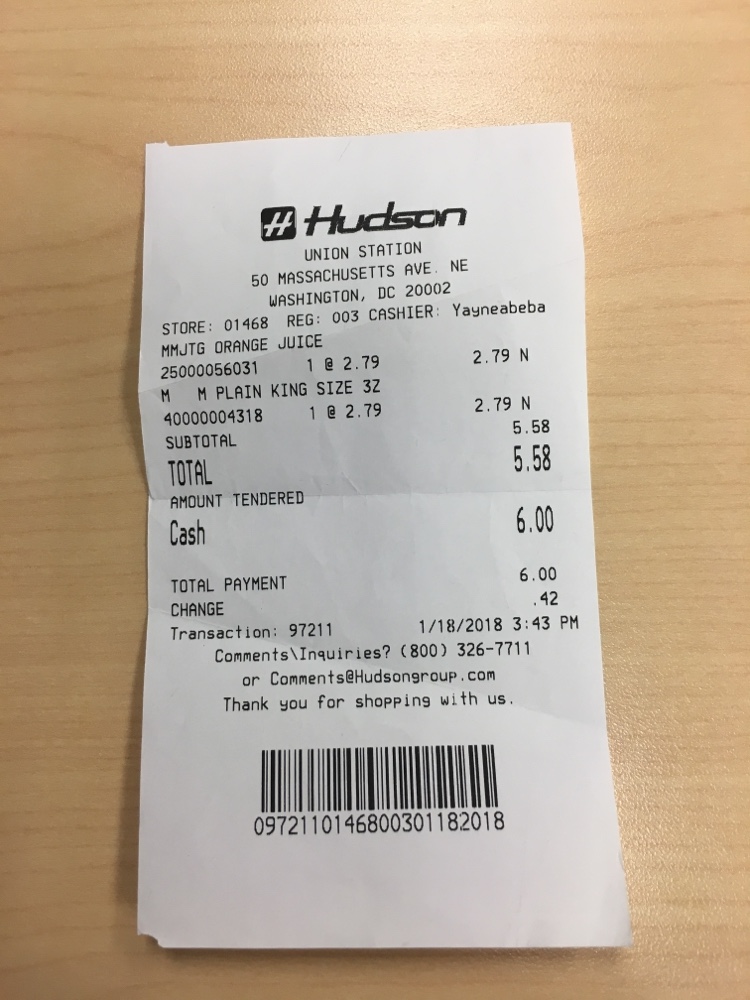 Hudson
UNION STATION
50 MASSACHUSETTS AVE. NE
WASHINGTON, DC 20002
STORE: 01468 REG: 003 CASHIER: Yayneabeba
MMJTG ORANGE JUICE
25000056031 1 @ 2.79 2.79 N
M M PLAIN KING SIZE 3Z
40000004318 1 @ 2.79 2.79 N
SUBTOTAL 5.58
TOTAL 5.58
AMOUNT TENDERED
Cash 6.00
TOTAL PAYMENT 6.00
CHANGE .42
Transaction: 97211 1/18/2018 3:43 PM
Comments\Inquiries? (800) 326-7711
or Comments@Hudsongroup.com
Thank you for shopping with us.
0972110146800301182018